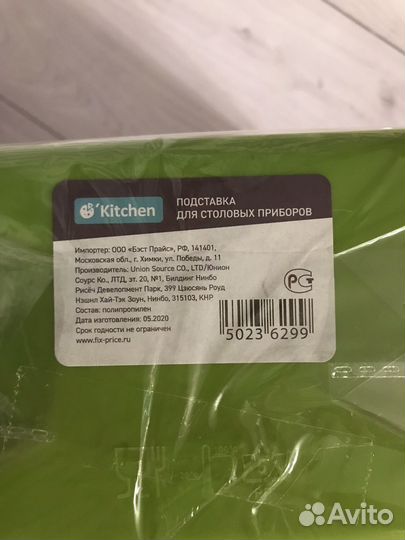 'Kitchen
ПОДСТАВКА
ДЛЯ СТОЛОВЫХ ПРИБОРОВ
Импортер: ООО «Бэст Прайс», РФ, 141401,
Московская обл., г. Химки, ул. Победы, д. 11
Производитель: Union Source CO., LTD/Юнион
Соурс Ко., ЛТД, эт. 20, №1, Билдинг Нинбо
Рисёч Девелопмент Парк, 399 Цзюсянь Роуд
Нэшнл Хай-Тэк Зоун, Нинбо, 315103, КНР
Состав: полипропилен
Дата изготовления: 05.2020
Срок годности не ограничен
www.fix-price.ru
РС
5023 6299
Avito